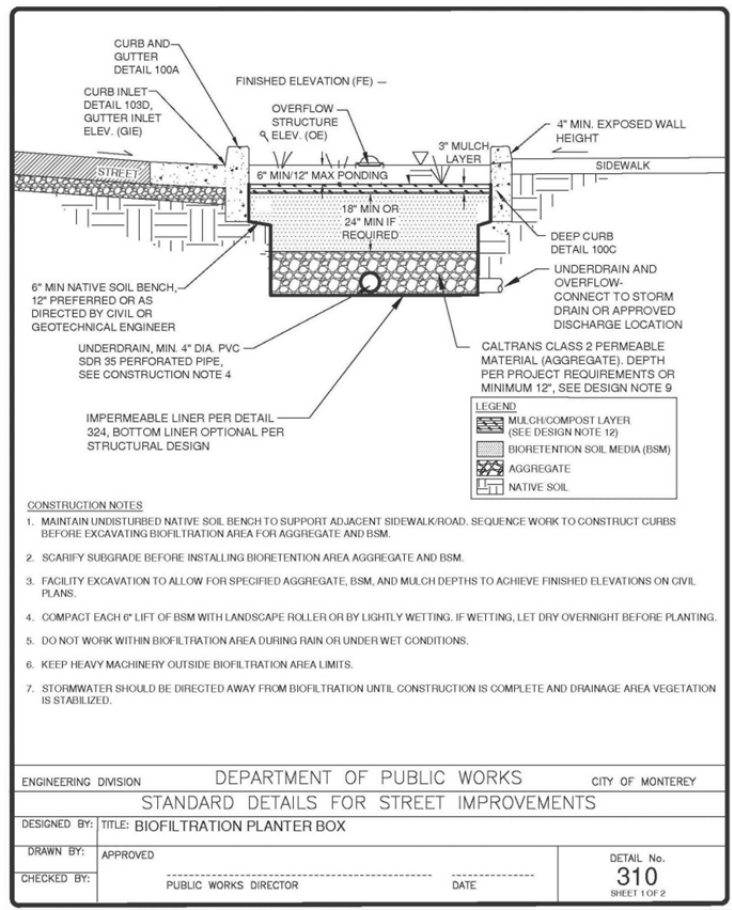 CURB AND
GUTTER
DETAIL 100A
CURB INLET
DETAIL 103D,
GUTTER INLET
ELEV. (GIE)
FINISHED ELEVATION (FE)
OVERFLOW
STRUCTURE
ELEV. (OE)
3" MULCH
LAYER
4" MIN. EXPOSED WALL
HEIGHT
STREET
6" MIN/12" MAX PONDING
SIDEWALK
18" MIN OR
24" MIN IF
REQUIRED
DEEP CURB
DETAIL 100C
6" MIN NATIVE SOIL BENCH,
12" PREFERRED OR AS
DIRECTED BY CIVIL OR
GEOTECHNICAL ENGINEER
UNDERDRAIN AND
OVERFLOW-
CONNECT TO STORM
DRAIN OR APPROVED
DISCHARGE LOCATION
UNDERDRAIN, MIN. 4" DIA. PVC
SDR 35 PERFORATED PIPE,
SEE CONSTRUCTION NOTE 4
CALTRANS CLASS 2 PERMEABLE
MATERIAL (AGGREGATE). DEPTH
PER PROJECT REQUIREMENTS OR
MINIMUM 12", SEE DESIGN NOTE 9
IMPERMEABLE LINER PER DETAIL
324, BOTTOM LINER OPTIONAL PER
STRUCTURAL DESIGN
LEGEND
MULCH/COMPOST LAYER
(SEE DESIGN NOTE 12)
BIORETENTION SOIL MEDIA (BSM)
AGGREGATE
NATIVE SOIL
CONSTRUCTION NOTES
1. MAINTAIN UNDISTURBED NATIVE SOIL BENCH TO SUPPORT ADJACENT SIDEWALK/ROAD. SEQUENCE WORK TO CONSTRUCT CURBS
BEFORE EXCAVATING BIOFILTRATION AREA FOR AGGREGATE AND BSM.
2. SCARIFY SUBGRADE BEFORE INSTALLING BIORETENTION AREA AGGREGATE AND BSM.
3. FACILITY EXCAVATION TO ALLOW FOR SPECIFIED AGGREGATE, BSM, AND MULCH DEPTHS TO ACHIEVE FINISHED ELEVATIONS ON CIVIL
PLANS.
4. COMPACT EACH 6" LIFT OF BSM WITH LANDSCAPE ROLLER OR BY LIGHTLY WETTING. IF WETTING, LET DRY OVERNIGHT BEFORE PLANTING.
5. DO NOT WORK WITHIN BIOFILTRATION AREA DURING RAIN OR UNDER WET CONDITIONS.
6. KEEP HEAVY MACHINERY OUTSIDE BIOFILTRATION AREA LIMITS.
7. STORMWATER SHOULD BE DIRECTED AWAY FROM BIOFILTRATION UNTIL CONSTRUCTION IS COMPLETE AND DRAINAGE AREA VEGETATION
IS STABILIZED.
ENGINEERING DIVISION DEPARTMENT OF PUBLIC WORKS CITY OF MONTEREY
STANDARD DETAILS FOR STREET IMPROVEMENTS
DESIGNED BY: TITLE: BIOFILTRATION PLANTER BOX
DRAWN BY: APPROVED
CHECKED BY: PUBLIC WORKS DIRECTOR DATE
DETAIL No.
310
SHEET 1 OF 2